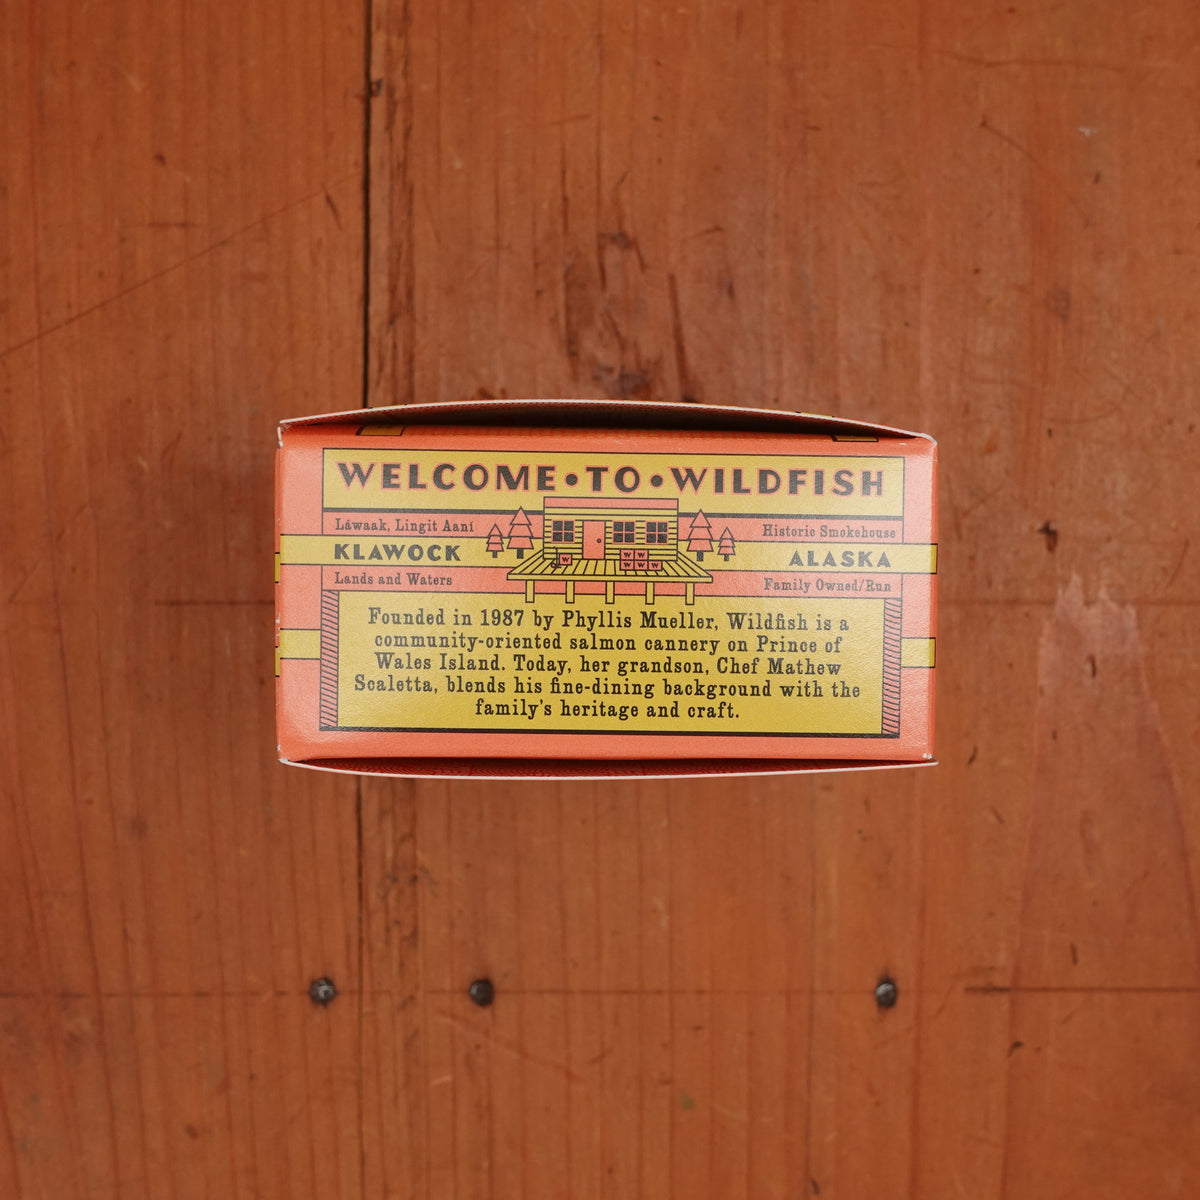 WELCOME•TO•WILDFISH
Láwaak, Lingit Aaní
Historic Smokehouse
KLAWOCK
ALASKA
Lands and Waters
Family Owned/Run
W
W W
W W W
Founded in 1987 by Phyllis Mueller, Wildfish is a
community-oriented salmon cannery on Prince of
Wales Island. Today, her grandson, Chef Mathew
Scaletta, blends his fine-dining background with the
family's heritage and craft.